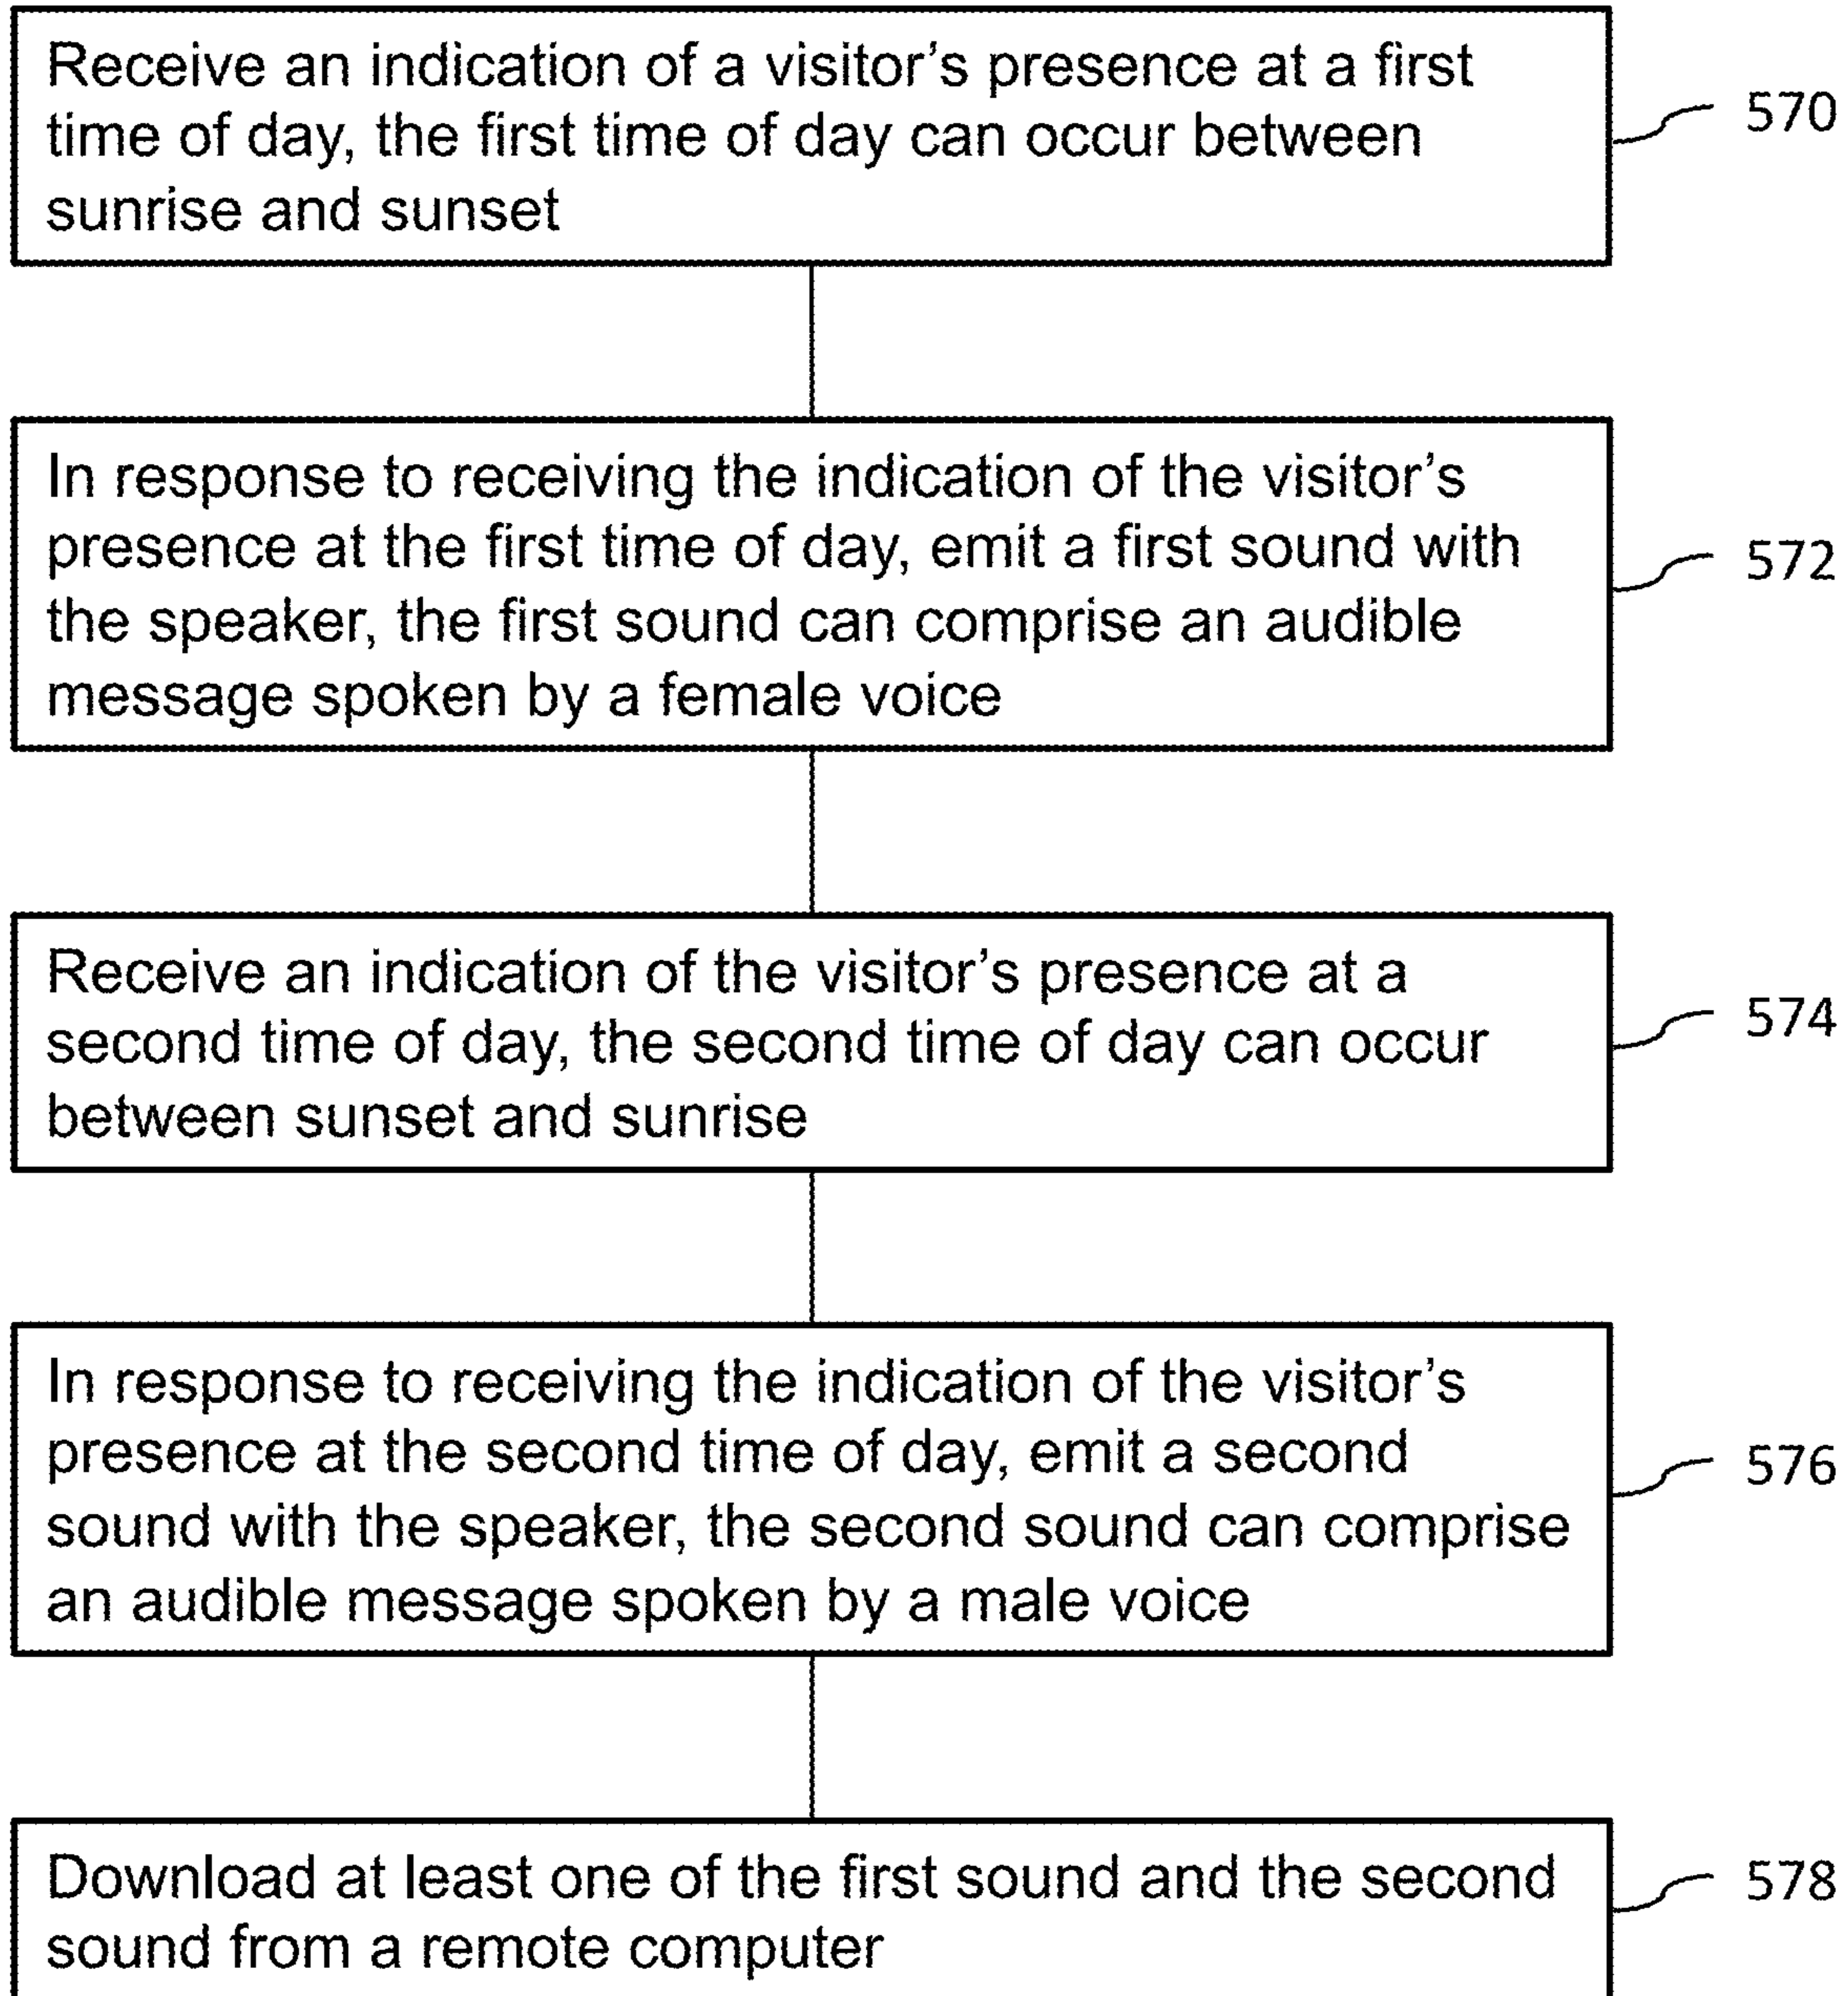 Receive an indication of a visitor's presence at a first
time of day, the first time of day can occur between
sunrise and sunset
570
In response to receiving the indication of the visitor's
presence at the first time of day, emit a first sound with
the speaker, the first sound can comprise an audible
message spoken by a female voice
572
Receive an indication of the visitor's presence at a
second time of day, the second time of day can occur
between sunset and sunrise
574
In response to receiving the indication of the visitor's
presence at the second time of day, emit a second
sound with the speaker, the second sound can comprise
an audible message spoken by a male voice
576
Download at least one of the first sound and the second
sound from a remote computer
578